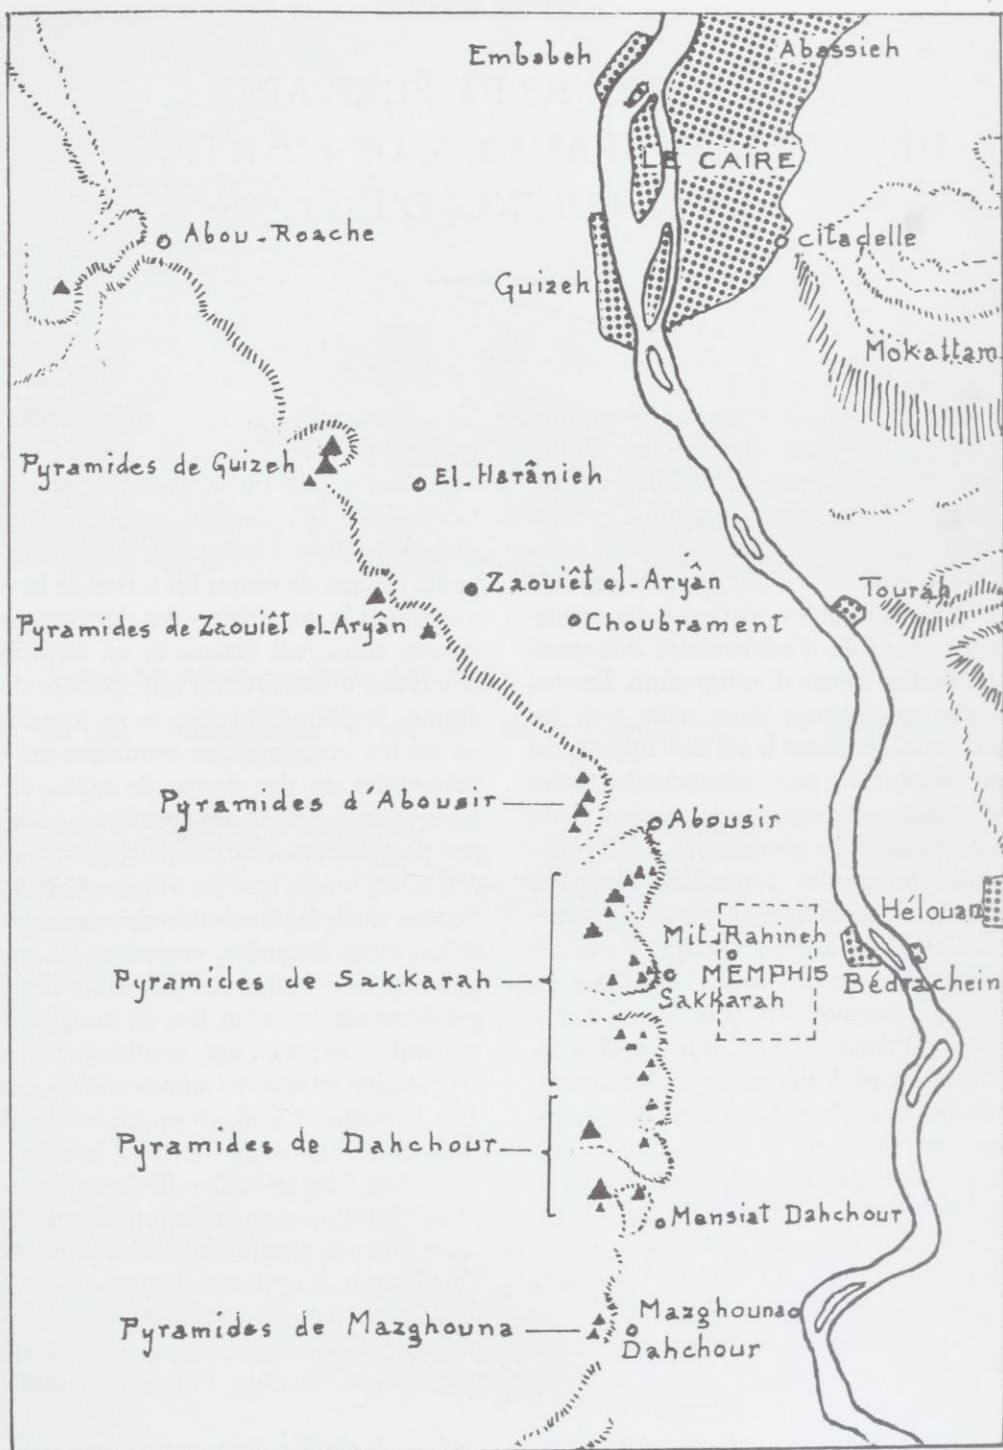 Embabeh
Abassieh
LE CAIRE
Abou-Roache
citadelle
Guizeh
Mokattam
Pyramides de Guizeh
El-Harânieh
Zaouiêt el-Aryân
Tourah
Pyramides de Zaouiêt el-Aryân
Choubrament
Pyramides d'Abousir
Abousir
Hélouan
Mit-Rahineh
Pyramides de Sakkarah
MEMPHIS
Bédrachein
Sakkarah
Pyramides de Dahchour
Mensiat Dahchour
Mazghouna
Pyramides de Mazghouna
Dahchour